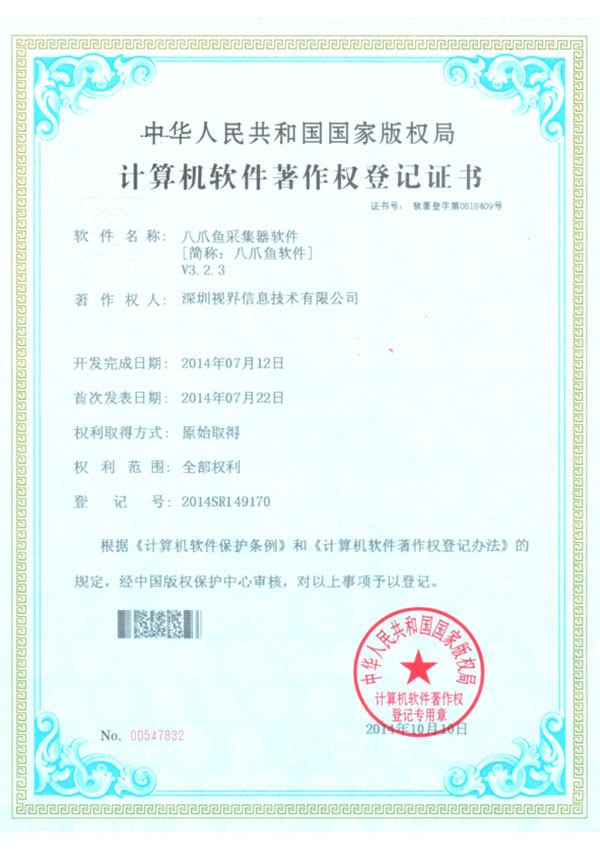 中华人民共和国国家版权局
计算机软件著作权登记证书
证书号： 软著登字第0818409号
软件名称： 八爪鱼采集器软件
[简称：八爪鱼软件]
V3.2.3
著作权人： 深圳视界信息技术有限公司
开发完成日期： 2014年07月12日
首次发表日期： 2014年07月22日
权利取得方式： 原始取得
权利范围： 全部权利
登记号： 2014SR149170
根据《计算机软件保护条例》和《计算机软件著作权登记办法》的
规定，经中国版权保护中心审核，对以上事项予以登记。
中华人民共和国国家版权局
计算机软件著作权
登记专用章
No. 00547832
2014年10月10日